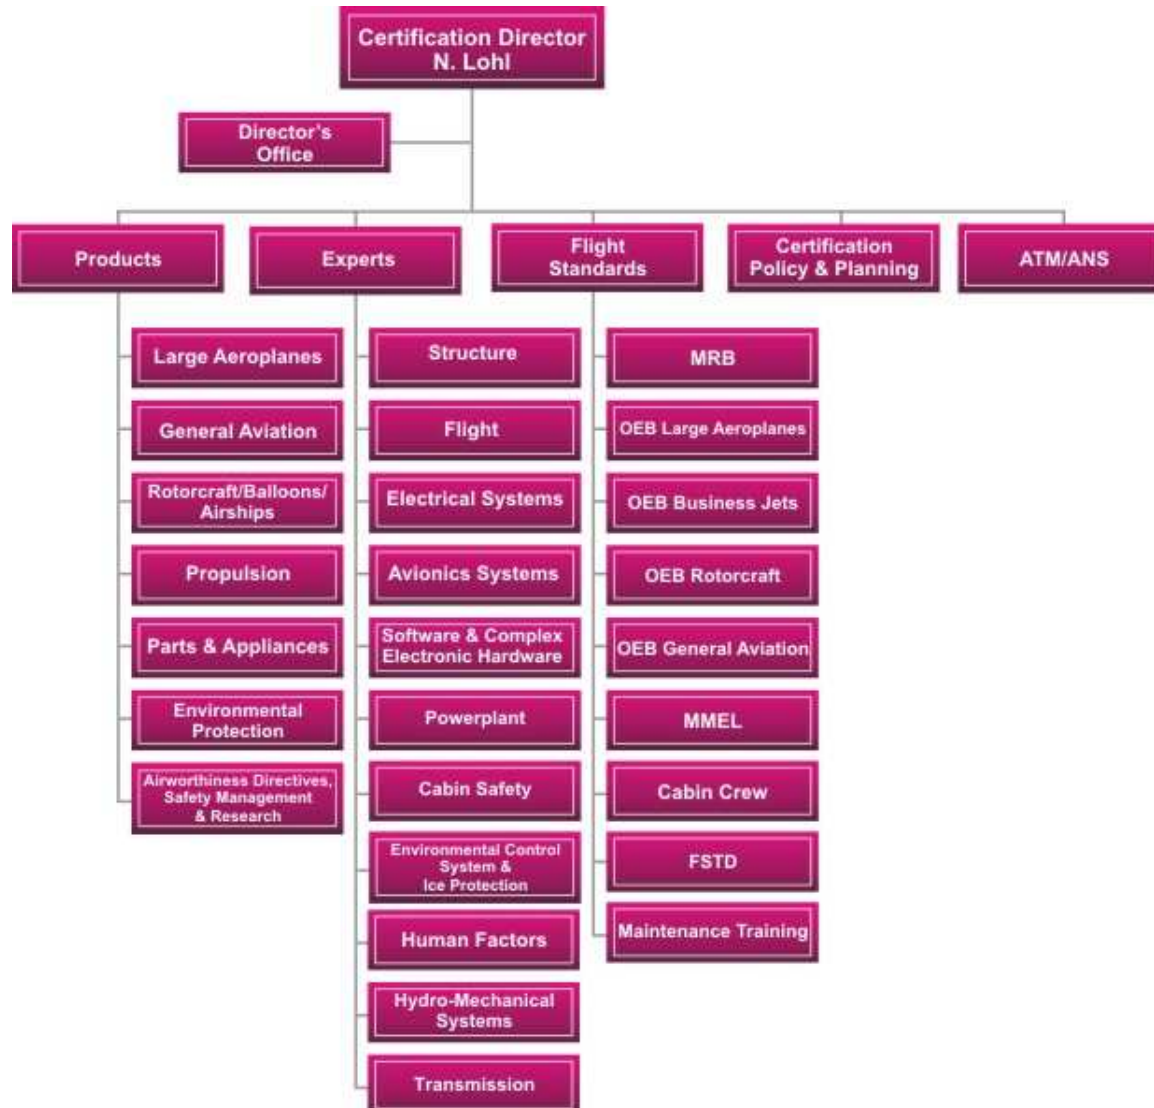 Certification Director
N. Lohl
Director's
Office
Products
Experts
Flight
Standards
Certification
Policy & Planning
ATM/ANS
Large Aeroplanes
General Aviation
Rotorcraft/Balloons/
Airships
Propulsion
Parts & Appliances
Environmental
Protection
Airworthiness Directives,
Safety Management
& Research
Structure
Flight
Electrical Systems
Avionics Systems
Software & Complex
Electronic Hardware
Powerplant
Cabin Safety
Environmental Control
System &
Ice Protection
Human Factors
Hydro-Mechanical
Systems
Transmission
MRB
OEB Large Aeroplanes
OEB Business Jets
OEB Rotorcraft
OEB General Aviation
MMEL
Cabin Crew
FSTD
Maintenance Training